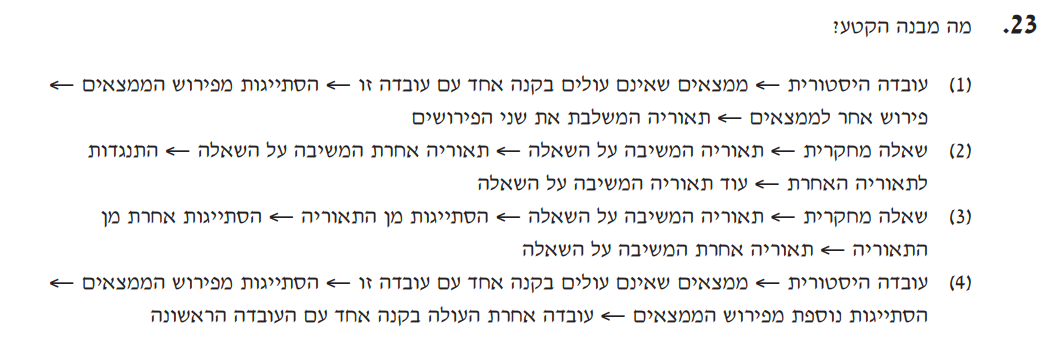 23. מה מבנה הקטע?
(1) עובדה היסטורית ← ממצאים שאינם עולים בקנה אחד עם עובדה זו ← הסתייגות מפירוש הממצאים ←
פירוש אחר לממצאים ← תאוריה המשלבת את שני הפירושים
(2) שאלה מחקרית ← תאוריה המשיבה על השאלה ← תאוריה אחרת המשיבה על השאלה ← התנגדות
לתאוריה האחרת ← עוד תאוריה המשיבה על השאלה
(3) שאלה מחקרית ← תאוריה המשיבה על השאלה ← הסתייגות מן התאוריה ← הסתייגות אחרת מן
התאוריה ← תאוריה אחרת המשיבה על השאלה
(4) עובדה היסטורית ← ממצאים שאינם עולים בקנה אחד עם עובדה זו ← הסתייגות מפירוש הממצאים ←
הסתייגות נוספת מפירוש הממצאים ← עובדה אחרת העולה בקנה אחד עם העובדה הראשונה